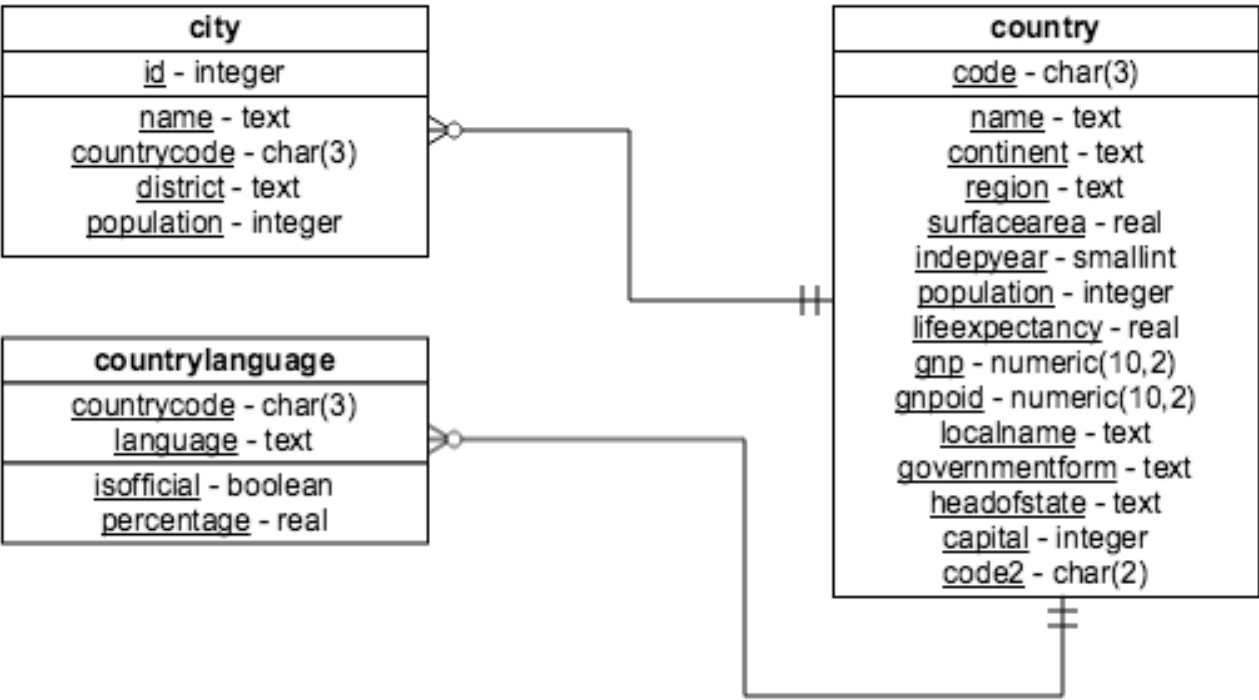 city
id - integer
name - text
countrycode - char(3)
district - text
population - integer
countrylanguage
countrycode - char(3)
language - text
isofficial - boolean
percentage - real
country
code - char(3)
name - text
continent - text
region - text
surfacearea - real
indepyear - smallint
population - integer
lifeexpectancy - real
gnp - numeric(10,2)
gnpoid - numeric(10,2)
localname - text
governmentform - text
headofstate - text
capital - integer
code2 - char(2)